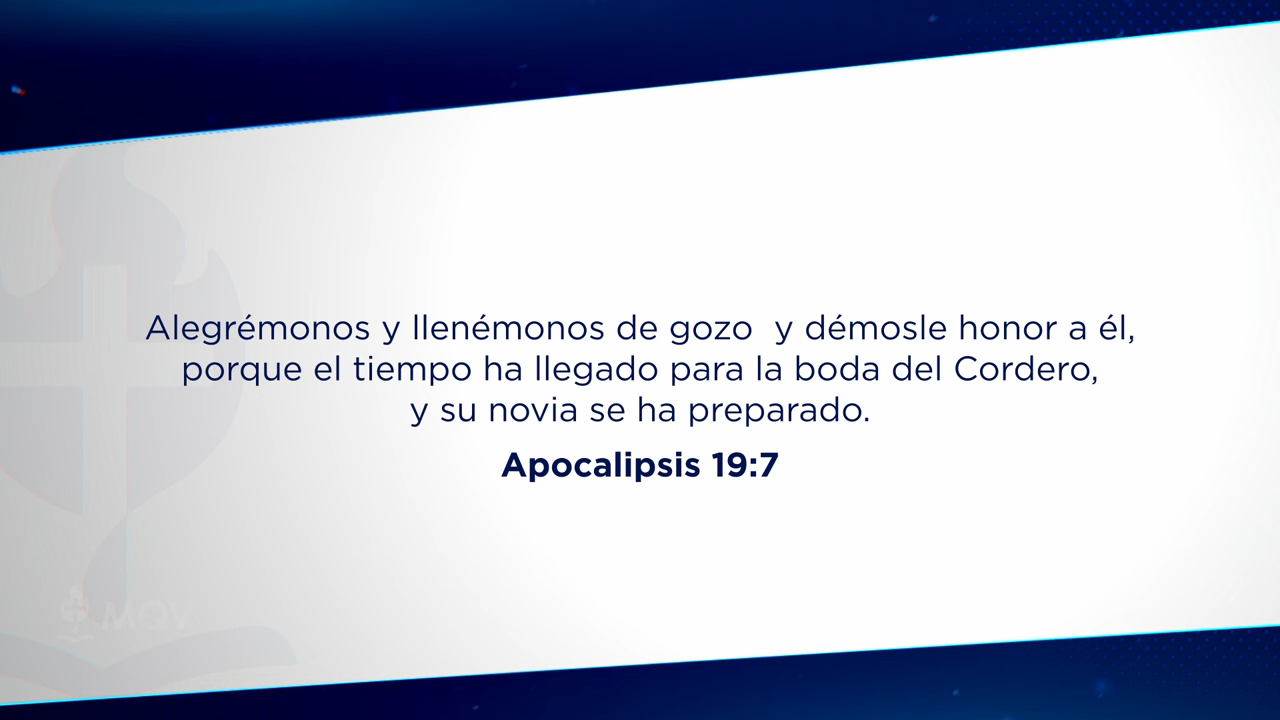 Alegrémonos y llenémonos de gozo  y démosle honor a él,
porque el tiempo ha llegado para la boda del Cordero,
y su novia se ha preparado.
Apocalipsis 19:7
MQV